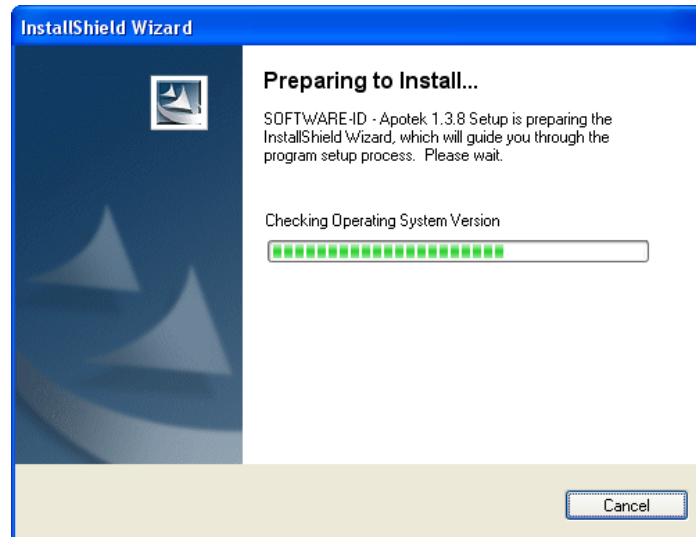 InstallShield Wizard
Preparing to Install...
SOFTWARE-ID - Apotek 1.3.8 Setup is preparing the
InstallShield Wizard, which will guide you through the
program setup process. Please wait.
Checking Operating System Version
Cancel